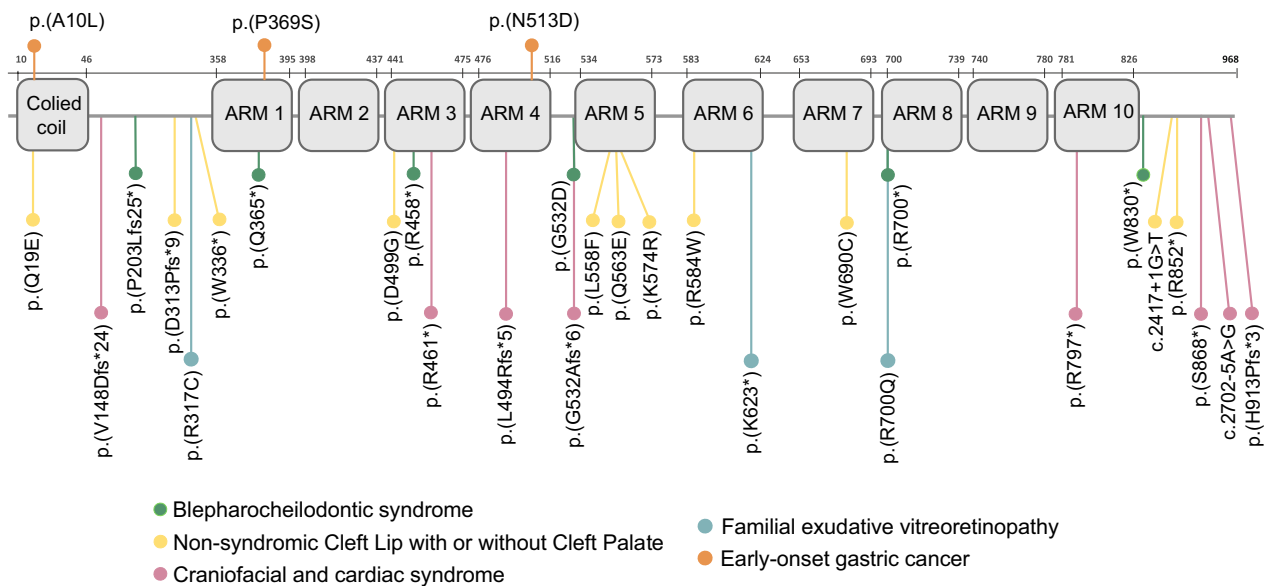 p.(A10L)
p.(P369S)
p.(N513D)
10 46 358 395 398 437 441 475 476 516 534 573 583 624 653 693 700 739 740 780 781 826 968
Colied
coil
ARM 1
ARM 2
ARM 3
ARM 4
ARM 5
ARM 6
ARM 7
ARM 8
ARM 9
ARM 10
p.(Q19E)
p.(V148Dfs*24)
p.(P203Lfs25*)
p.(D313Pfs*9)
p.(R317C)
p.(W336*)
p.(Q365*)
p.(D499G)
p.(R458*)
p.(R461*)
p.(L494Rfs*5)
p.(G532D)
p.(G532Afs*6)
p.(L558F)
p.(Q563E)
p.(K574R)
p.(R584W)
p.(K623*)
p.(W690C)
p.(R700*)
p.(R700Q)
p.(R797*)
p.(W830*)
c.2417+1G>T
p.(R852*)
p.(S868*)
c.2702-5A>G
p.(H913Pfs*3)
Blepharocheilodontic syndrome
Non-syndromic Cleft Lip with or without Cleft Palate
Craniofacial and cardiac syndrome
Familial exudative vitreoretinopathy
Early-onset gastric cancer